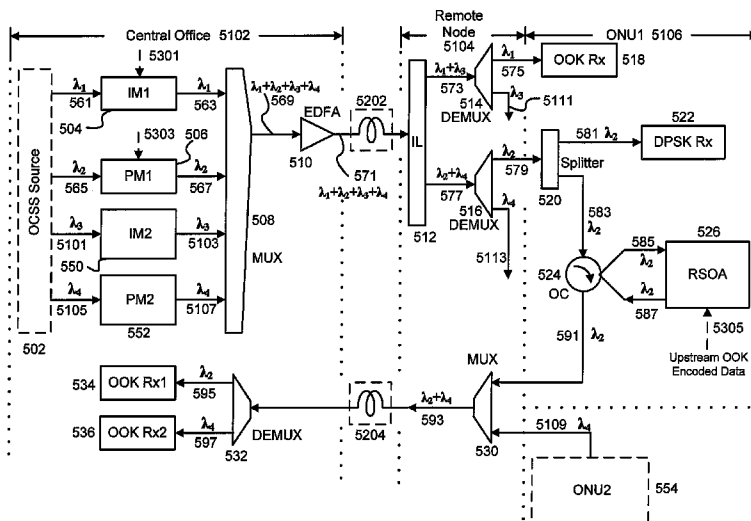 Central Office 5102
Remote
Node
5104
ONU1 5106
5301
λ1
561
IM1
504
λ1
563
λ1+λ2+λ3+λ4
569
EDFA
510
5202
571
λ1+λ2+λ3+λ4
λ1+λ3
573
514
DEMUX
λ1
575
OOK Rx
518
λ3
5111
5303
506
λ2
565
PM1
λ2
567
508
MUX
OCSS Source
502
IL
512
λ2+λ4
577
516
DEMUX
λ2
579
λ4
5113
581
λ2
Splitter
520
522
DPSK Rx
583
λ2
λ3
5101
IM2
550
λ3
5103
λ4
5105
PM2
552
λ4
5107
524
OC
585
λ2
λ2
587
526
RSOA
5305
Upstream OOK
Encoded Data
591
λ2
534
OOK Rx1
λ2
595
536
OOK Rx2
λ4
597
532
DEMUX
5204
λ2+λ4
593
MUX
530
5109
λ4
ONU2
554